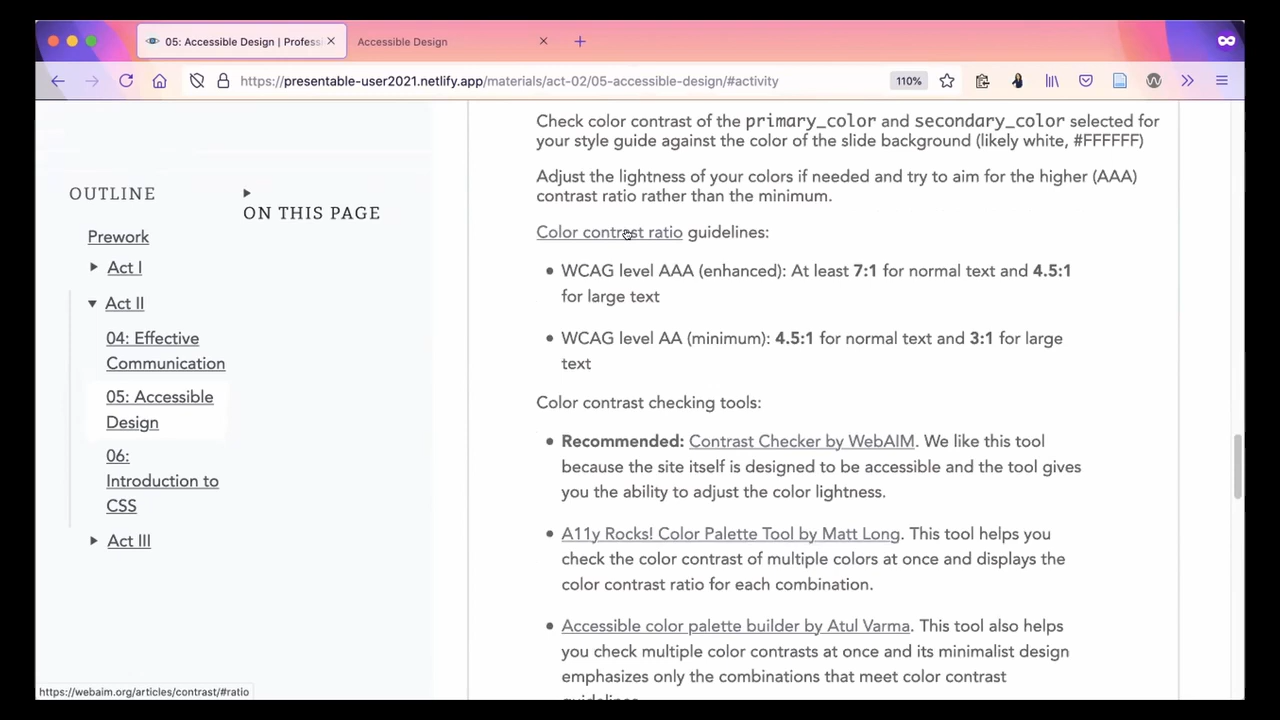 05: Accessible Design | Profess
Accessible Design
https://presentable-user2021.netlify.app/materials/act-02/05-accessible-design/#activity
110%
OUTLINE
Prework
Act I
Act II
04: Effective
Communication
05: Accessible
Design
06:
Introduction to
CSS
Act III
ON THIS PAGE
Check color contrast of the primary_color and secondary_color selected for
your style guide against the color of the slide background (likely white, #FFFFFF)
Adjust the lightness of your colors if needed and try to aim for the higher (AAA)
contrast ratio rather than the minimum.
Color contrast ratio guidelines:
• WCAG level AAA (enhanced): At least 7:1 for normal text and 4.5:1
for large text
• WCAG level AA (minimum): 4.5:1 for normal text and 3:1 for large
text
Color contrast checking tools:
• Recommended: Contrast Checker by WebAIM. We like this tool
because the site itself is designed to be accessible and the tool gives
you the ability to adjust the color lightness.
• A11y Rocks! Color Palette Tool by Matt Long. This tool helps you
check the color contrast of multiple colors at once and displays the
color contrast ratio for each combination.
• Accessible color palette builder by Atul Varma. This tool also helps
you check multiple color contrasts at once and its minimalist design
emphasizes only the combinations that meet color contrast
https://webaim.org/articles/contrast/#ratio